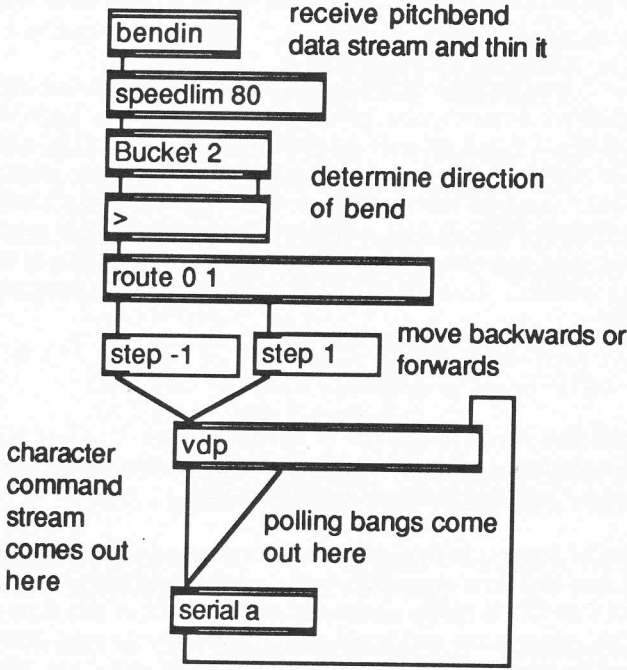 bendin
receive pitchbend
data stream and thin it
speedlim 80
Bucket 2
determine direction
of bend
>
route 0 1
step -1
step 1
move backwards or
forwards
vdp
character
command
stream
comes out
here
polling bangs come
out here
serial a